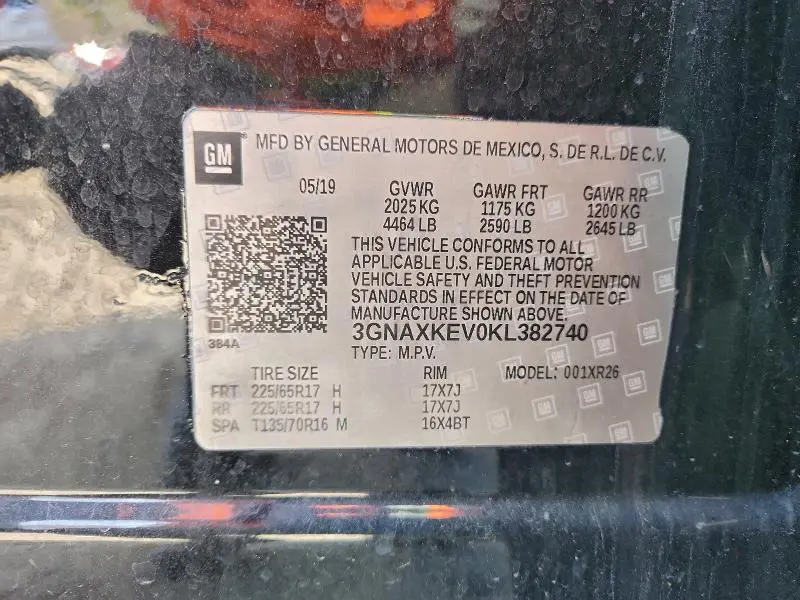 GM
MFD BY GENERAL MOTORS DE MEXICO, S. DE R.L. DE C.V.
05/19 GVWR GAWR FRT GAWR RR
2025 KG 1175 KG 1200 KG
4464 LB 2590 LB 2645 LB
THIS VEHICLE CONFORMS TO ALL
APPLICABLE U.S. FEDERAL MOTOR
VEHICLE SAFETY AND THEFT PREVENTION
STANDARDS IN EFFECT ON THE DATE OF
MANUFACTURE SHOWN ABOVE.
384A 3GNAXKEV0KL382740
TYPE: M.P.V.
TIRE SIZE RIM MODEL: 001XR26
FRT 225/65R17 H 17X7J
RR 225/65R17 H 17X7J
SPA T135/70R16 M 16X4BT